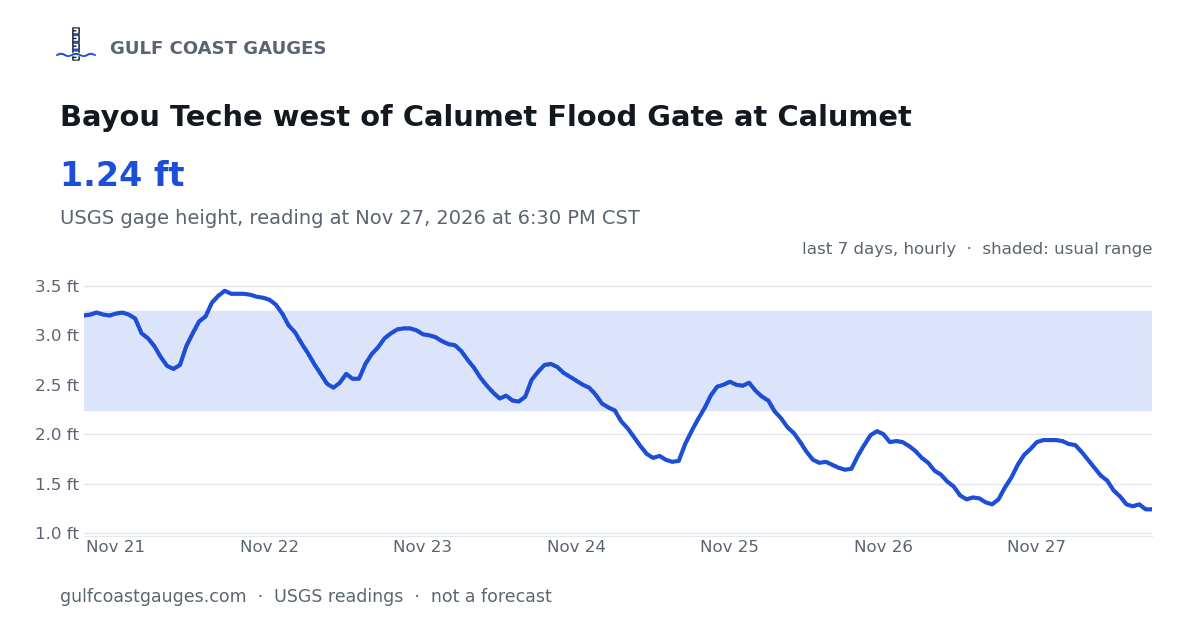 GULF COAST GAUGES
Bayou Teche west of Calumet Flood Gate at Calumet
1.24 ft
USGS gage height, reading at Nov 27, 2026 at 6:30 PM CST
last 7 days, hourly · shaded: usual range
3.5 ft
3.0 ft
2.5 ft
2.0 ft
1.5 ft
1.0 ft
Nov 21 Nov 22 Nov 23 Nov 24 Nov 25 Nov 26 Nov 27
gulfcoastgauges.com · USGS readings · not a forecast